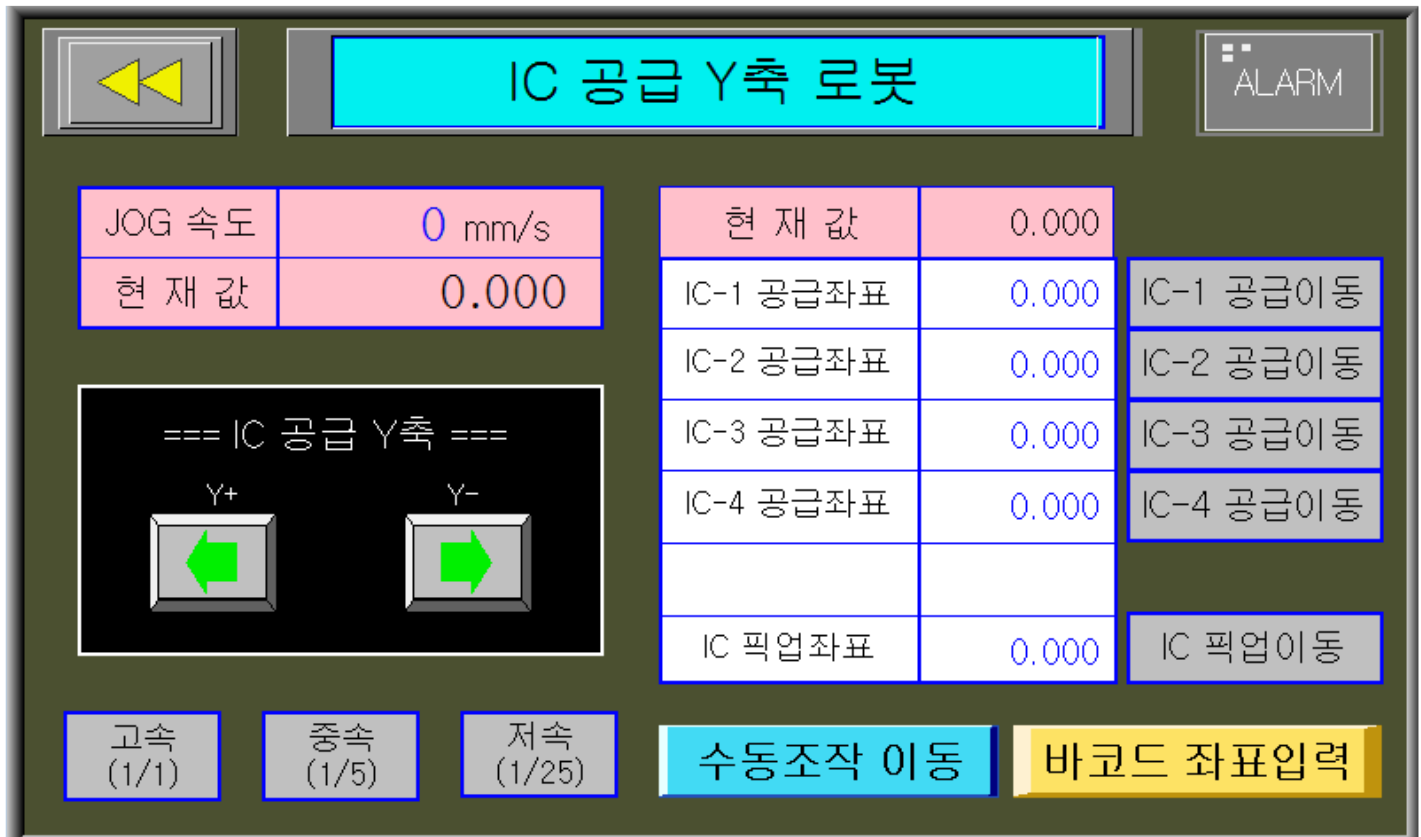 IC 공급 Y축 로봇
ALARM
JOG 속도 0 mm/s
현 재 값 0.000
=== IC 공급 Y축 ===
Y+ Y-
고속
(1/1)
중속
(1/5)
저속
(1/25)
현 재 값 0.000
IC-1 공급좌표 0.000 IC-1 공급이동
IC-2 공급좌표 0.000 IC-2 공급이동
IC-3 공급좌표 0.000 IC-3 공급이동
IC-4 공급좌표 0.000 IC-4 공급이동
IC 픽업좌표 0.000 IC 픽업이동
수동조작 이동
바코드 좌표입력